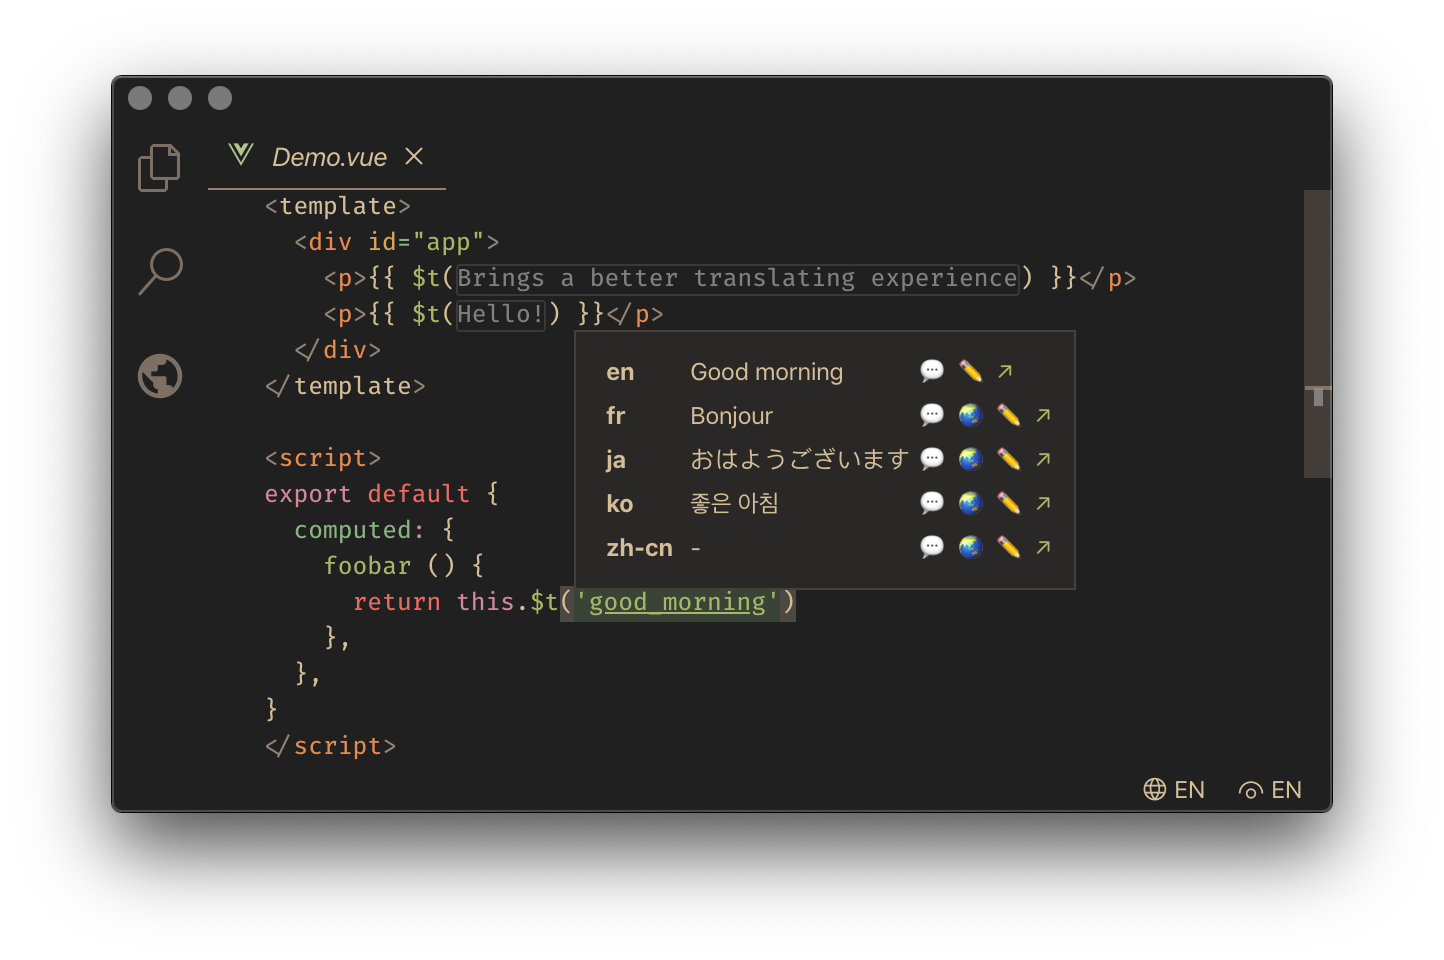 Demo.vue
<template>
<div id="app">
<p>{{ $t(Brings a better translating experience) }}</p>
<p>{{ $t(Hello!) }}</p>
</div>
</template>
en Good morning
fr Bonjour
ja おはようございます
ko 좋은 아침
zh-cn -
<script>
export default {
computed: {
foobar () {
return this.$t('good_morning')
},
},
}
</script>
EN EN